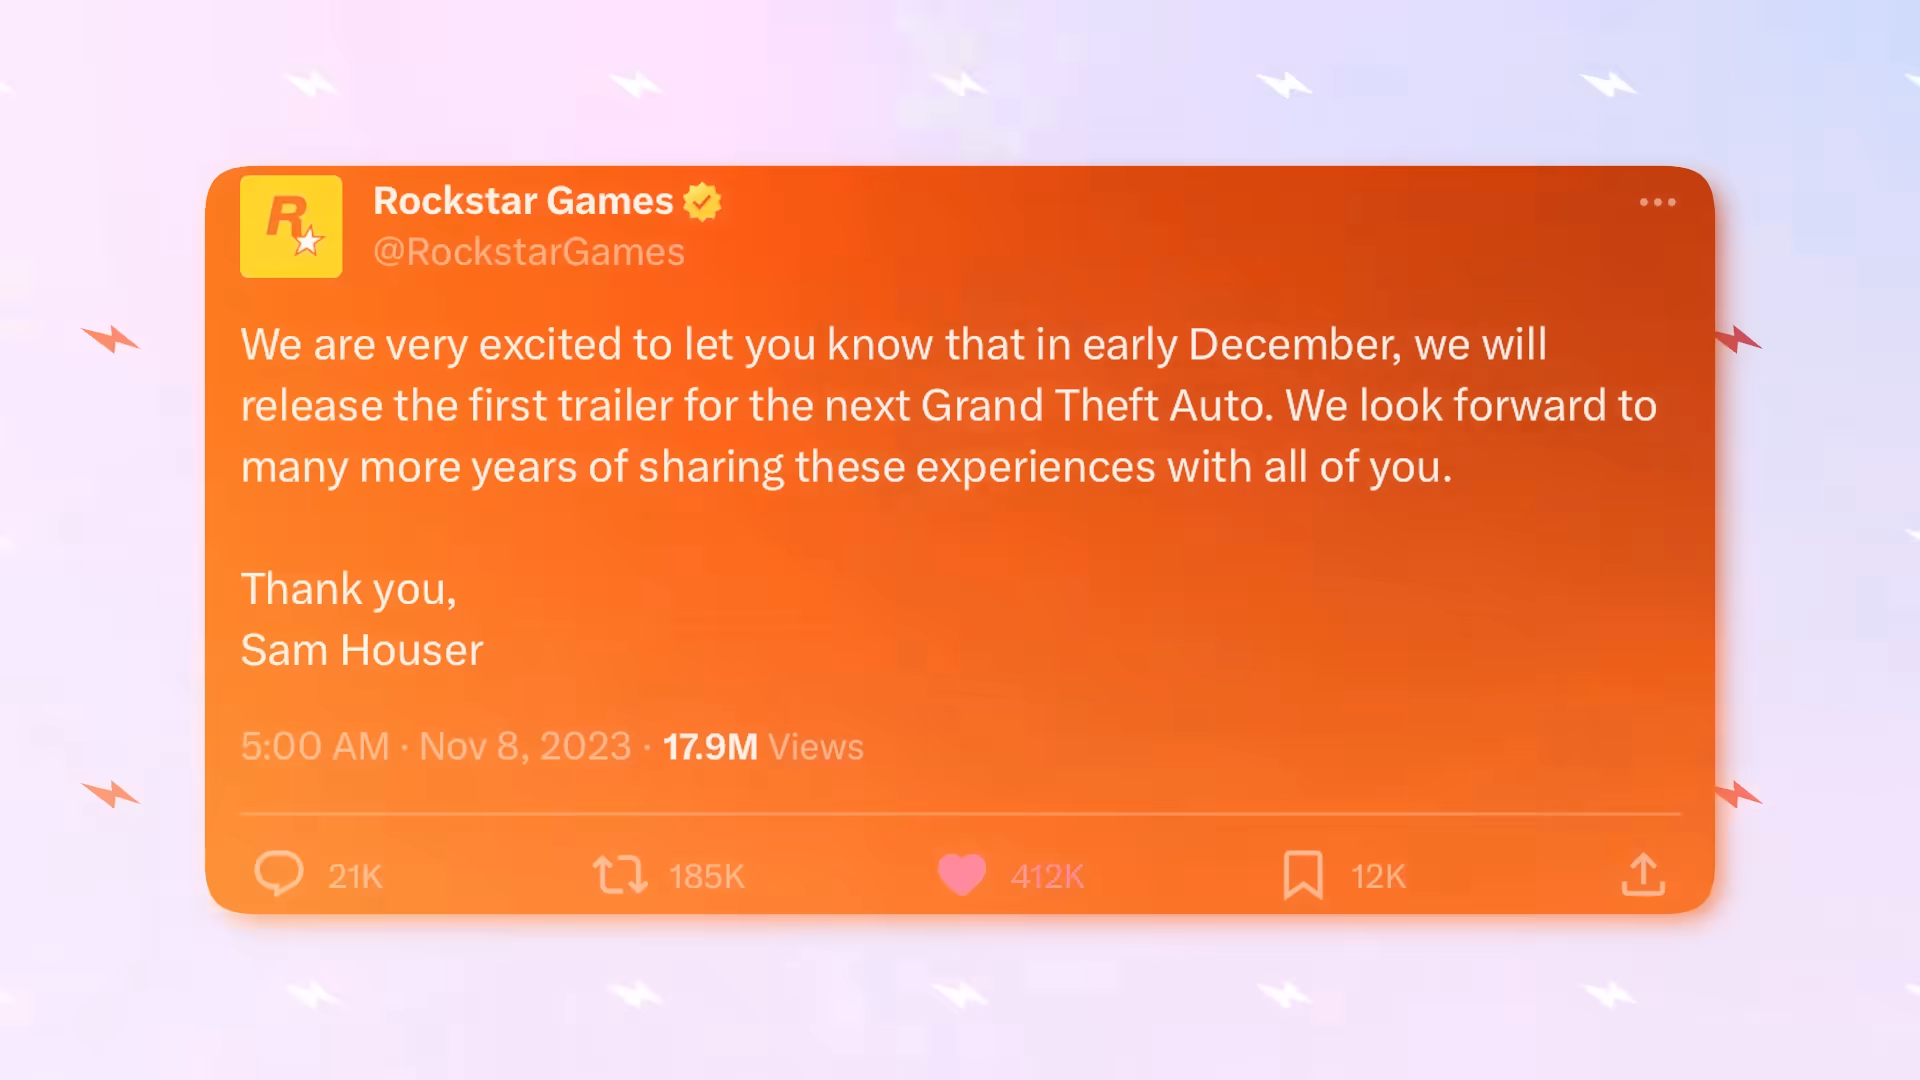 R
Rockstar Games
@RockstarGames
We are very excited to let you know that in early December, we will
release the first trailer for the next Grand Theft Auto. We look forward to
many more years of sharing these experiences with all of you.
Thank you,
Sam Houser
5:00 AM · Nov 8, 2023 · 17.9M Views
21K 185K 412K 12K